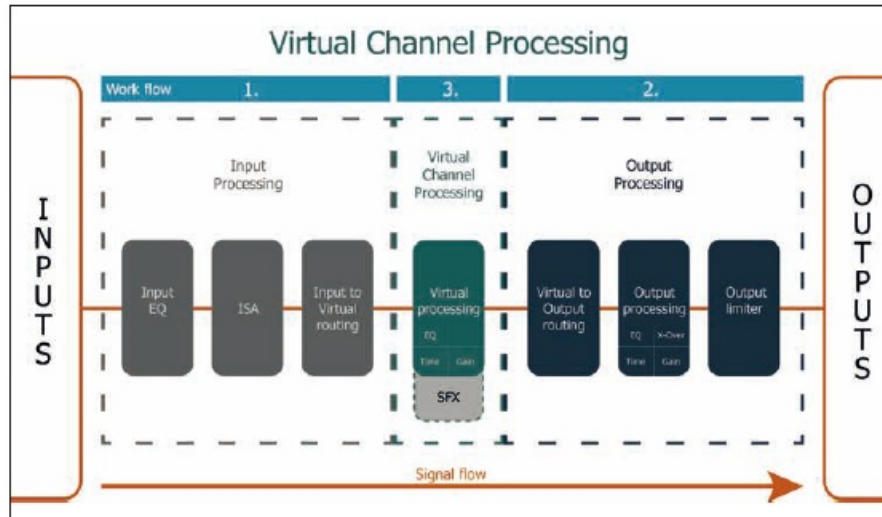 Virtual Channel Processing
Work flow 1. 3. 2.
INPUTS
Input
Processing
Virtual
Channel
Processing
Output
Processing
OUTPUTS
Input
EQ
ISA
Input to
Virtual
routing
Virtual
processing
EQ
Time Gain
SFX
Virtual to
Output
routing
Output
processing
EQ X-Over
Time Gain
Output
limiter
Signal flow